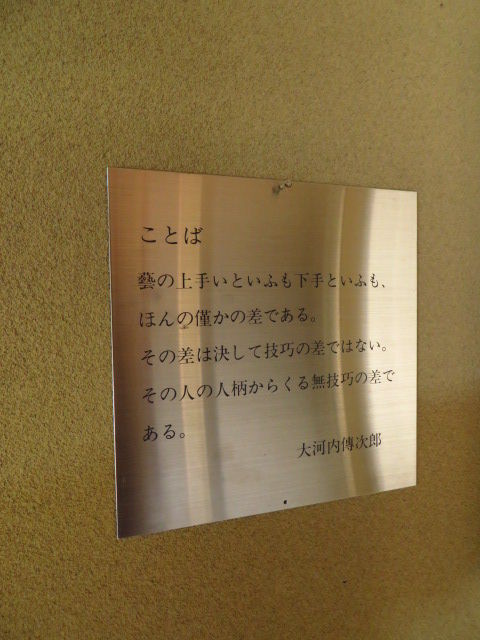 ことば
藝の上手いといふも下手といふも、
ほんの僅かの差である。
その差は決して技巧の差ではない。
その人の人柄からくる無技巧の差で
ある。
大河内傳次郎